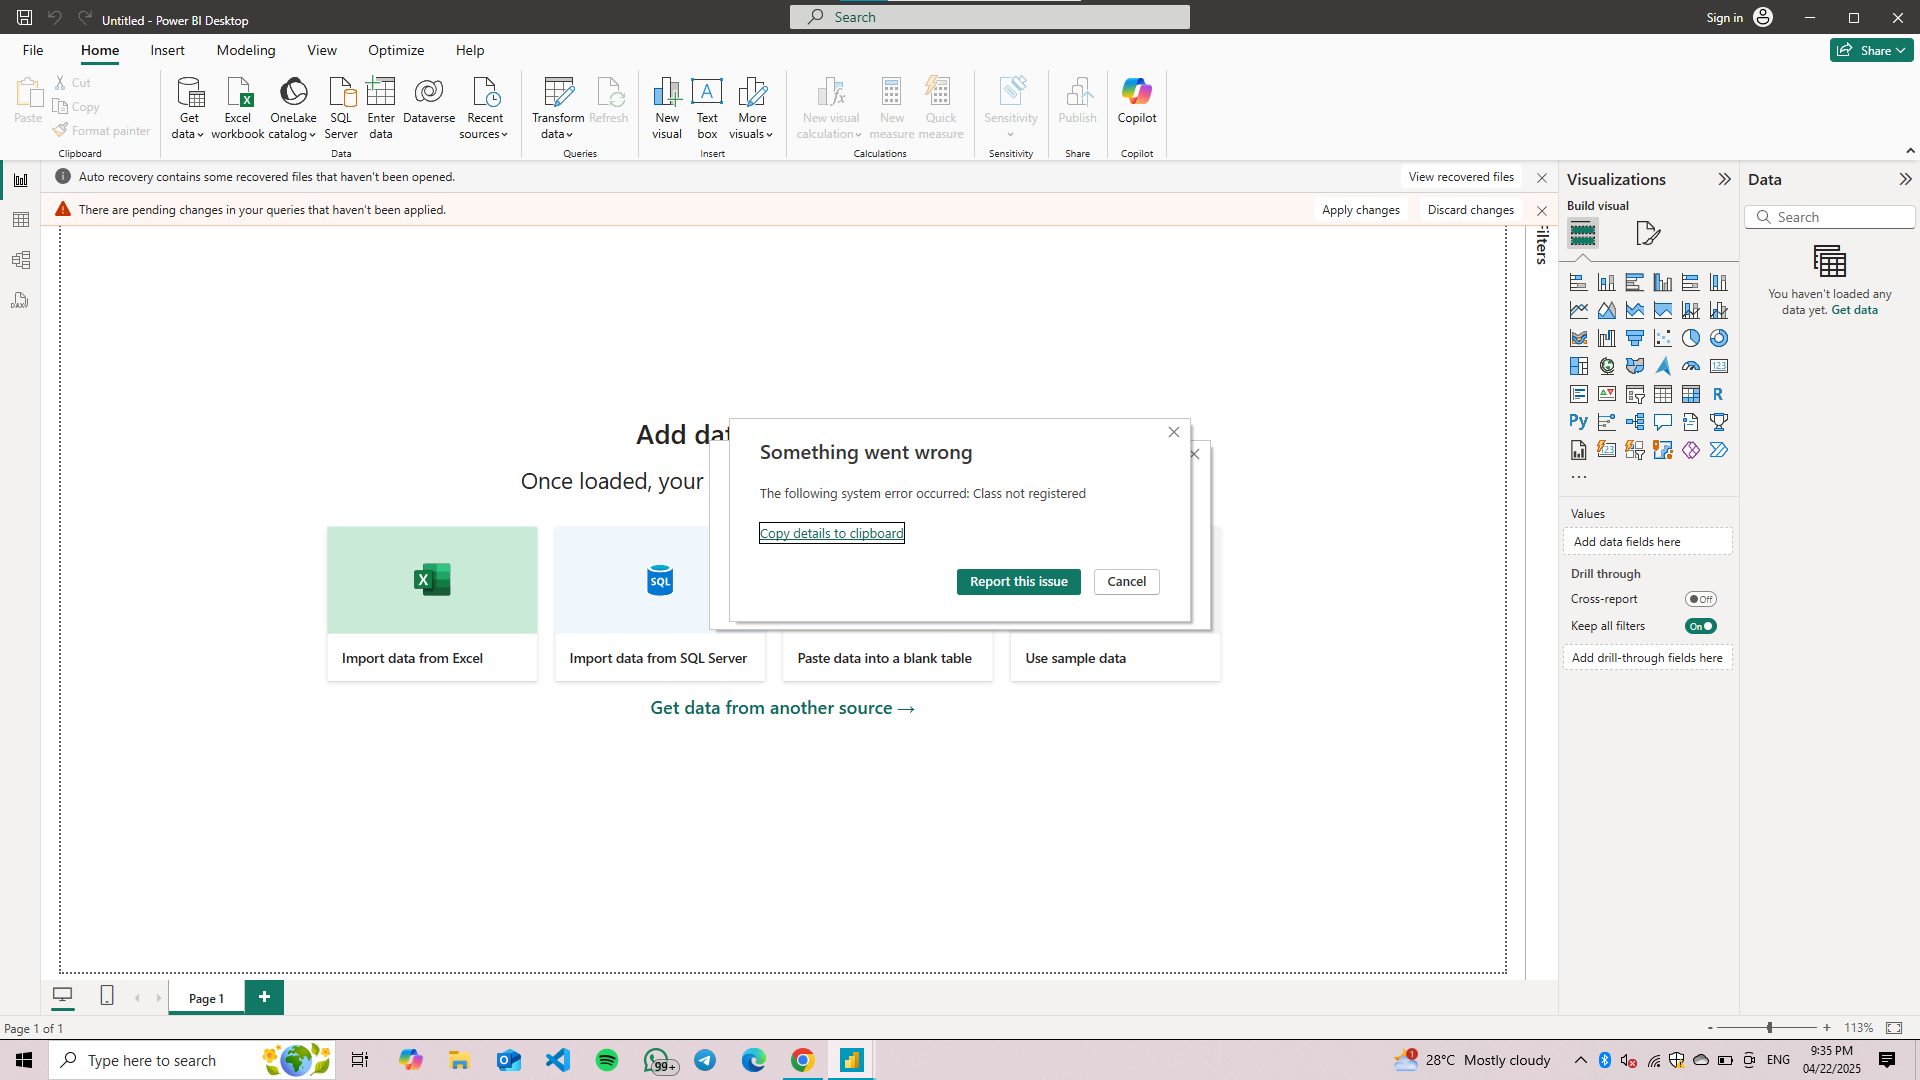 Untitled - Power BI Desktop
Search
Sign in
File
Home
Insert
Modeling
View
Optimize
Help
Share
Paste
Cut
Copy
Format painter
Clipboard
Get data
Excel workbook
OneLake catalog
SQL Server
Enter data
Dataverse
Recent sources
Data
Transform data
Refresh
Queries
New visual
Text box
More visuals
Insert
New visual calculation
New measure
Quick measure
Calculations
Sensitivity
Sensitivity
Publish
Share
Copilot
Copilot
Auto recovery contains some recovered files that haven't been opened.
View recovered files
There are pending changes in your queries that haven't been applied.
Apply changes
Discard changes
DAX
Filters
Add dat
Once loaded, your
Something went wrong
The following system error occurred: Class not registered
Copy details to clipboard
Report this issue
Cancel
X
SQL
Import data from Excel
Import data from SQL Server
Paste data into a blank table
Use sample data
Get data from another source →
Visualizations
Build visual
123
R
Py
123
...
Values
Add data fields here
Drill through
Cross-report
Off
Keep all filters
On
Add drill-through fields here
Data
Search
You haven't loaded any
data yet. Get data
Page 1
+
Page 1 of 1
- + 113%
Type here to search
99+
1
28°C Mostly cloudy
ENG
9:35 PM
04/22/2025